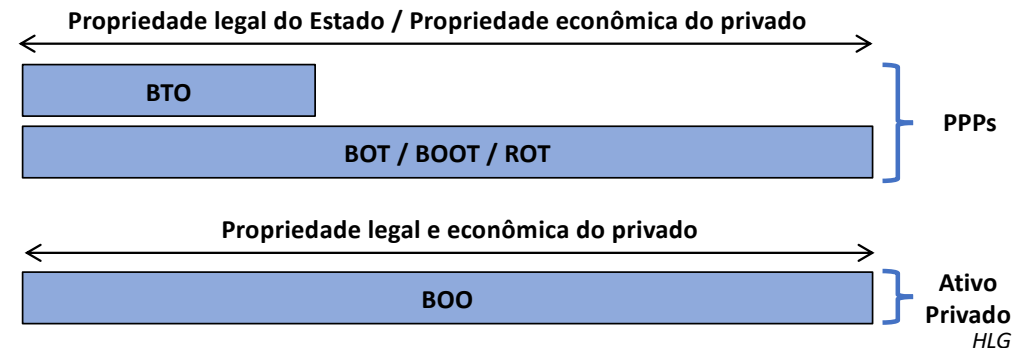 Propriedade legal do Estado / Propriedade econômica do privado
BTO
BOT / BOOT / ROT
PPPs
Propriedade legal e econômica do privado
BOO
Ativo
Privado
HLG